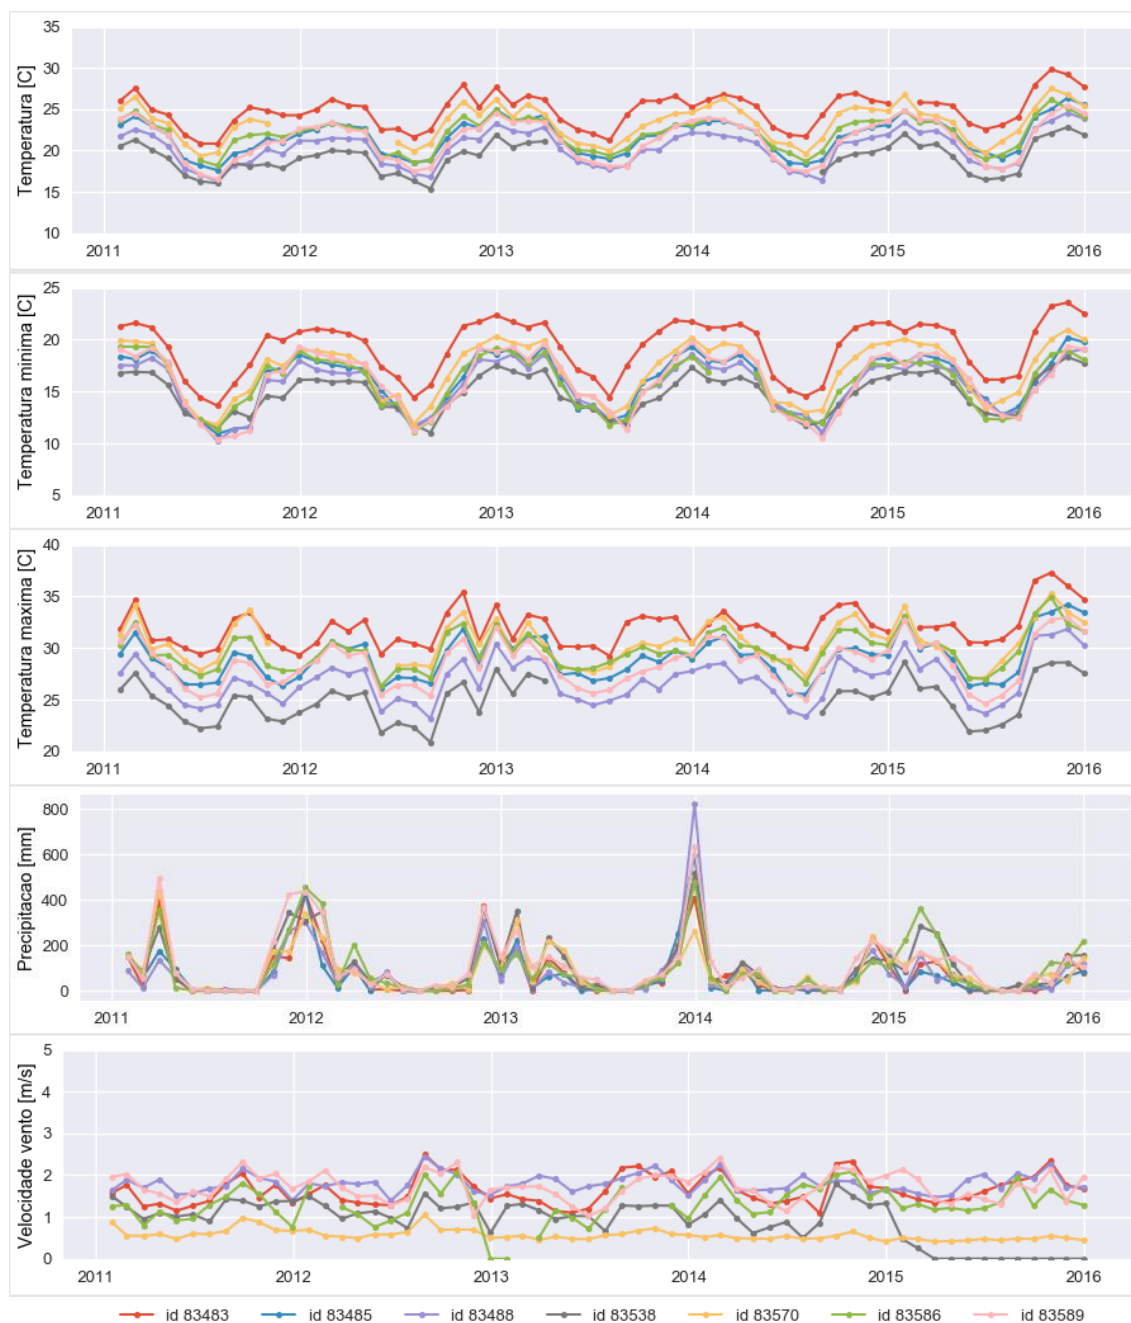 Temperatura [C]
35
30
25
20
15
10
2011 2012 2013 2014 2015 2016
Temperatura minima [C]
25
20
15
10
5
2011 2012 2013 2014 2015 2016
Temperatura maxima [C]
40
35
30
25
20
2011 2012 2013 2014 2015 2016
Precipitacao [mm]
800
600
400
200
0
2011 2012 2013 2014 2015 2016
Velocidade vento [m/s]
5
4
3
2
1
0
2011 2012 2013 2014 2015 2016
id 83483 id 83485 id 83488 id 83538 id 83570 id 83586 id 83589